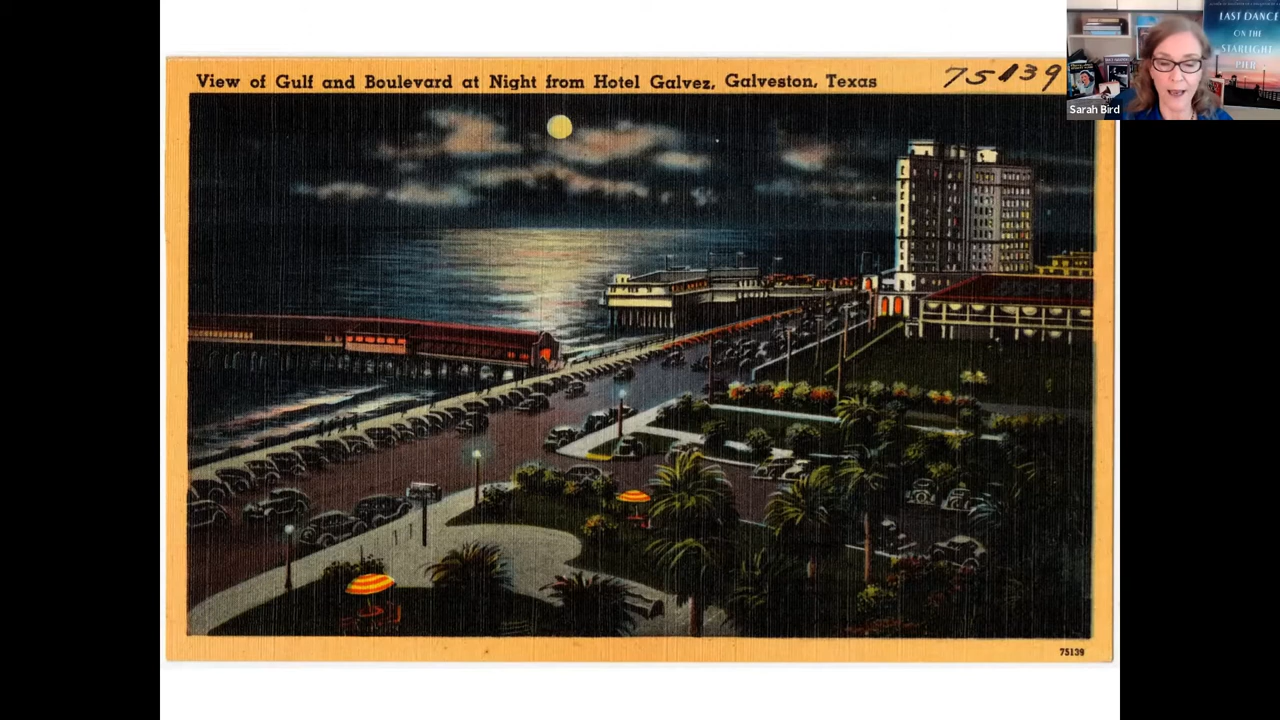 View of Gulf and Boulevard at Night from Hotel Galvez, Galveston, Texas
75139
LAST DANCE
ON THE
STARLIGHT
PIER
Sarah Bird
75139